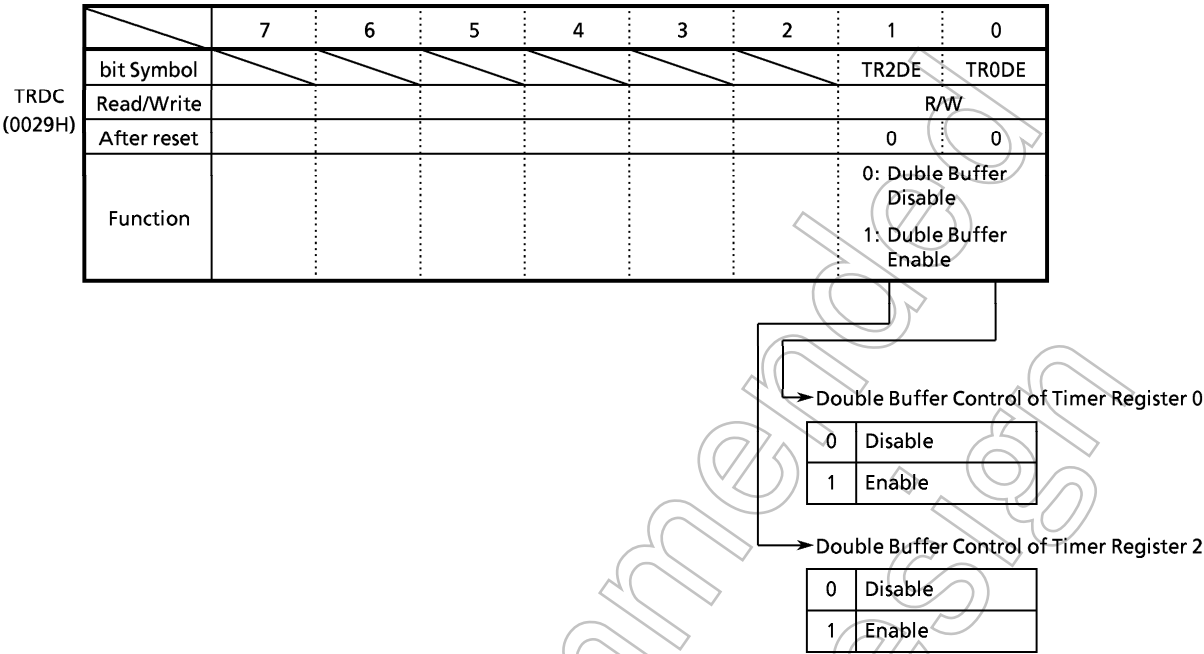 7 6 5 4 3 2 1 0
bit Symbol TR2DE TR0DE
TRDC
(0029H)
Read/Write R/W
After reset 0 0
Function
0: Duble Buffer
Disable
1: Duble Buffer
Enable
Double Buffer Control of Timer Register 0
0 Disable
1 Enable
Double Buffer Control of Timer Register 2
0 Disable
1 Enable